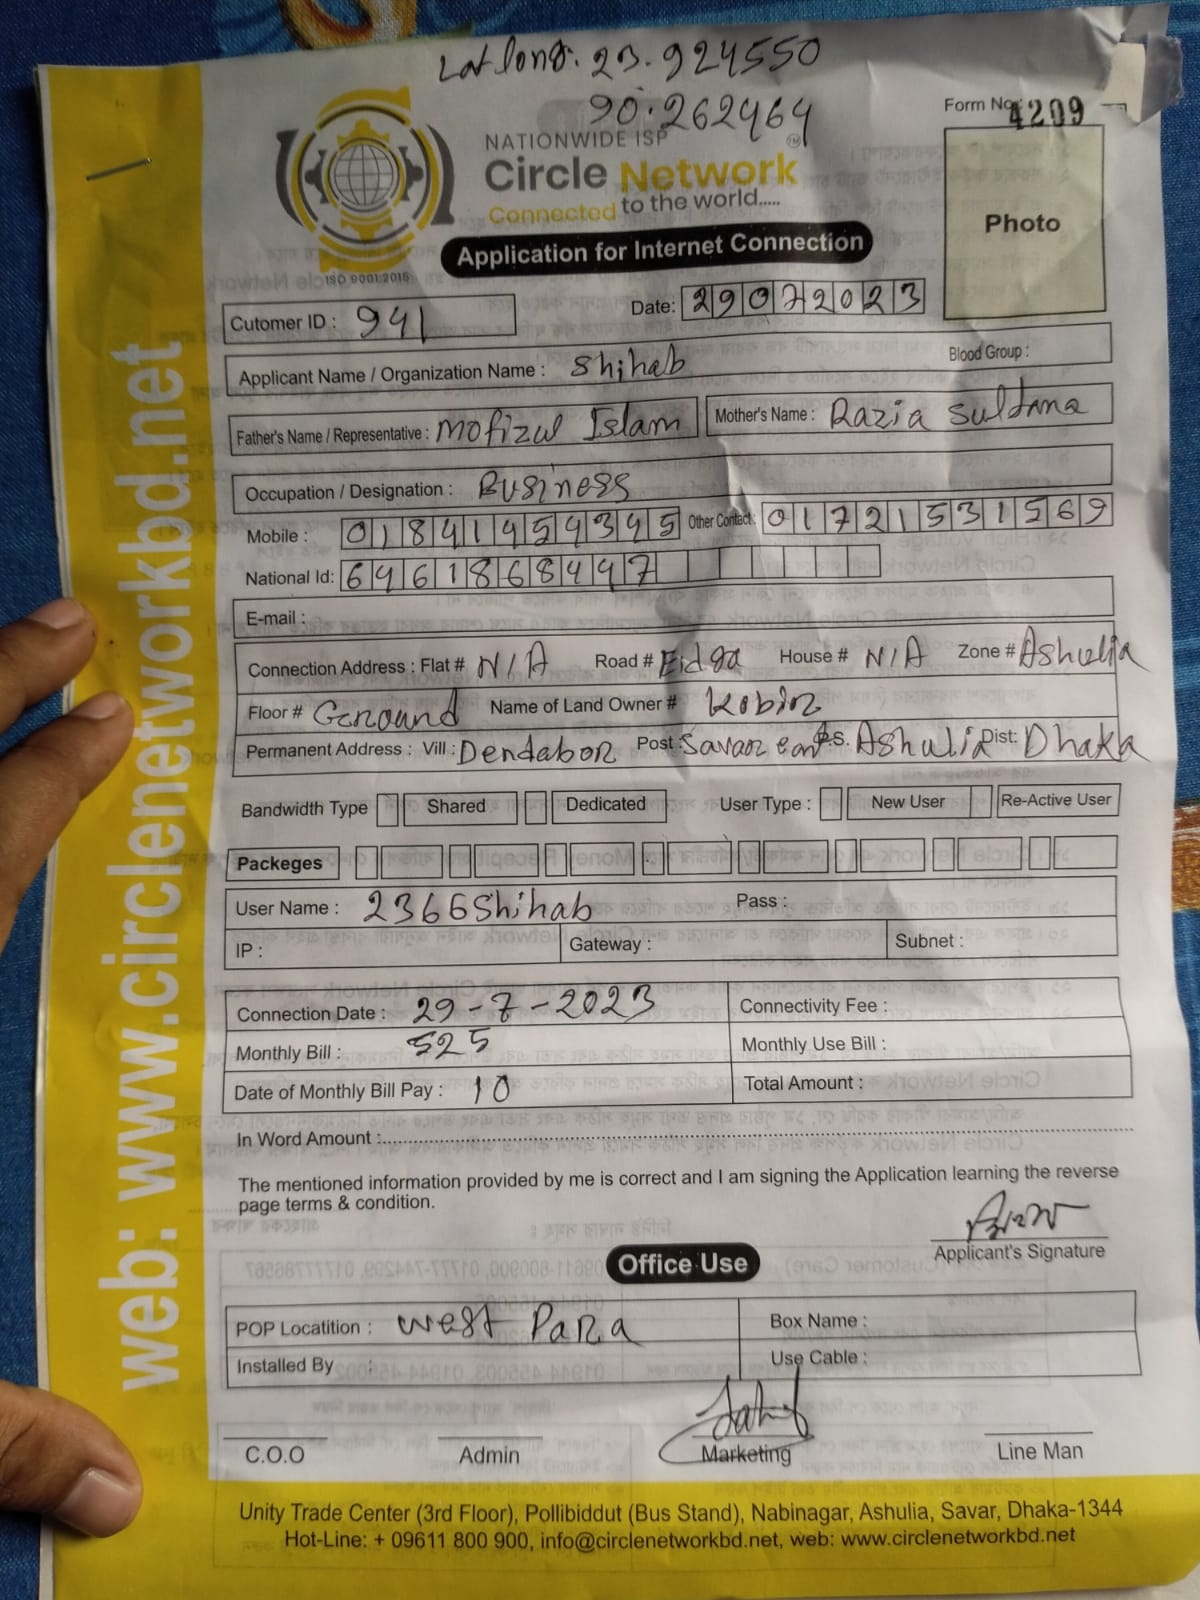 Lat long: 23.924550
90.262464
Form No: 4209
NATIONWIDE ISP
Circle Network
Connected to the world.....
ISO 9001:2015
Application for Internet Connection
Photo
Cutomer ID : 941
Date: 29072023
Applicant Name / Organization Name : Shihab
Blood Group :
Father's Name / Representative : Mofizul Islam
Mother's Name : Razia Sultana
Occupation / Designation : Business
Mobile : 01841454345 Other Contact: 01721531569
National Id: 6461868447
E-mail :
Connection Address : Flat # N/A Road # Eidga House # N/A Zone # Ashulia
Floor # Ground Name of Land Owner # Kobir
Permanent Address : Vill : Dendabor Post : Savar cant P.S. Ashulia Dist: Dhaka
Bandwidth Type Shared Dedicated User Type : New User Re-Active User
Packeges
User Name : 2366Shihab Pass :
IP : Gateway : Subnet :
Connection Date : 29-7-2023 Connectivity Fee :
Monthly Bill : 525 Monthly Use Bill :
Date of Monthly Bill Pay : 10 Total Amount :
In Word Amount :
The mentioned information provided by me is correct and I am signing the Application learning the reverse
page terms & condition.
Applicant's Signature
Office Use
POP Locatition : West Para Box Name :
Installed By : Use Cable :
C.O.O Admin Marketing Line Man
Unity Trade Center (3rd Floor), Pollibiddut (Bus Stand), Nabinagar, Ashulia, Savar, Dhaka-1344
Hot-Line: + 09611 800 900, info@circlenetworkbd.net, web: www.circlenetworkbd.net
web: www.circlenetworkbd.net